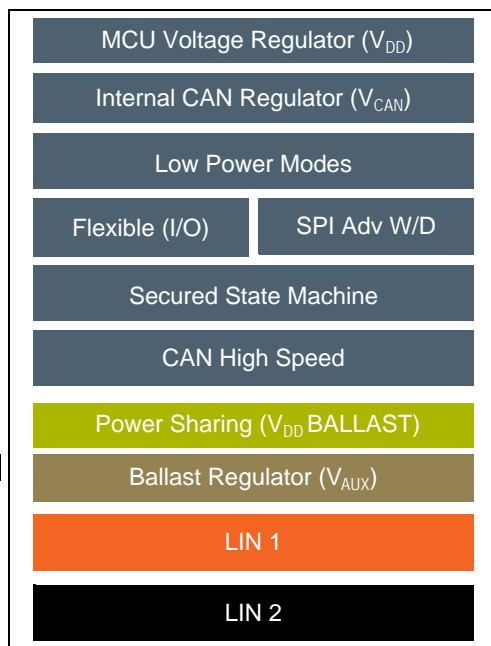 MCU Voltage Regulator (VDD)
Internal CAN Regulator (VCAN)
Low Power Modes
Flexible (I/O)
SPI Adv W/D
Secured State Machine
CAN High Speed
Power Sharing (VDD BALLAST)
Ballast Regulator (VAUX)
LIN 1
LIN 2